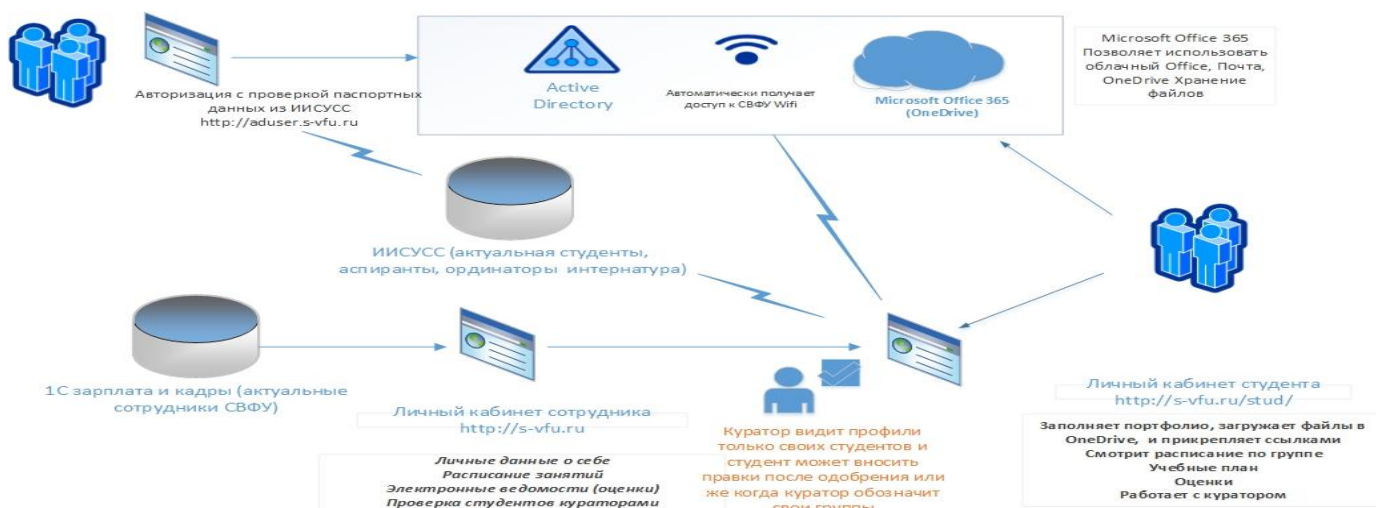 Авторизация с проверкой паспортных
данных из ИИСУСС
http://aduser.s-vfu.ru
Active
Directory
Автоматически получает
доступ к СВФУ Wifi
Microsoft Office 365
(OneDrive)
Microsoft Office 365
Позволяет использовать
облачный Office, Почта,
OneDrive Хранение
файлов
ИИСУСС (актуальная студенты,
аспиранты, ординаторы интернатура)
1С зарплата и кадры (актуальные
сотрудники СВФУ)
Личный кабинет сотрудника
http://s-vfu.ru
Личные данные о себе
Расписание занятий
Электронные ведомости (оценки)
Проверка студентов кураторами
Куратор видит профили
только своих студентов и
студент может вносить
правки после одобрения или
же когда куратор обозначит
свои группы
Личный кабинет студента
http://s-vfu.ru/stud/
Заполняет портфолио, загружает файлы в
OneDrive, и прикрепляет ссылками
Смотрит расписание по группе
Учебные план
Оценки
Работает с куратором